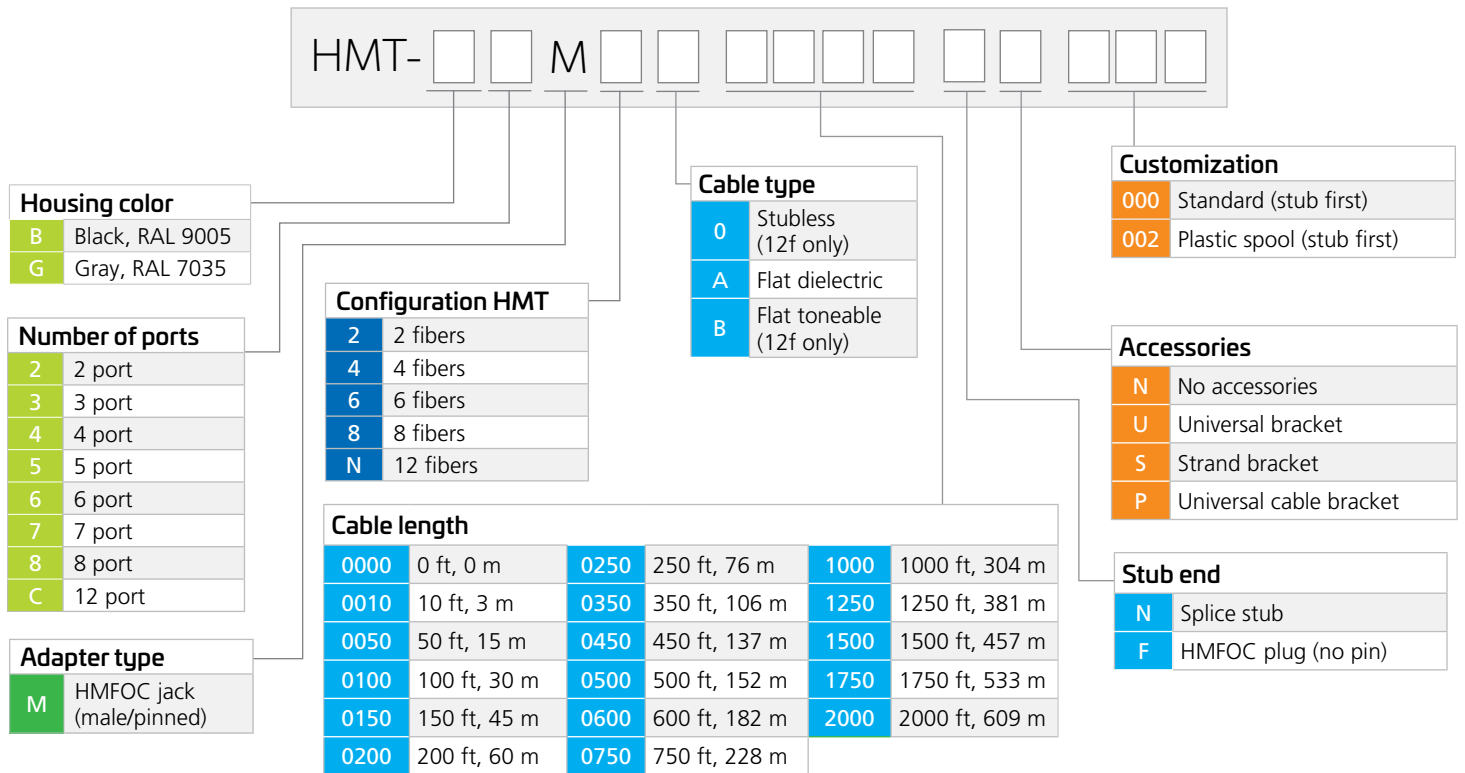 HMT- M
Housing color
B Black, RAL 9005
G Gray, RAL 7035
Number of ports
2 2 port
3 3 port
4 4 port
5 5 port
6 6 port
7 7 port
8 8 port
C 12 port
Adapter type
M HMFOC jack
(male/pinned)
Configuration HMT
2 2 fibers
4 4 fibers
6 6 fibers
8 8 fibers
N 12 fibers
Cable type
0 Stubless
(12f only)
A Flat dielectric
B Flat toneable
(12f only)
Cable length
0000 0 ft, 0 m 0250 250 ft, 76 m 1000 1000 ft, 304 m
0010 10 ft, 3 m 0350 350 ft, 106 m 1250 1250 ft, 381 m
0050 50 ft, 15 m 0450 450 ft, 137 m 1500 1500 ft, 457 m
0100 100 ft, 30 m 0500 500 ft, 152 m 1750 1750 ft, 533 m
0150 150 ft, 45 m 0600 600 ft, 182 m 2000 2000 ft, 609 m
0200 200 ft, 60 m 0750 750 ft, 228 m
Customization
000 Standard (stub first)
002 Plastic spool (stub first)
Accessories
N No accessories
U Universal bracket
S Strand bracket
P Universal cable bracket
Stub end
N Splice stub
F HMFOC plug (no pin)